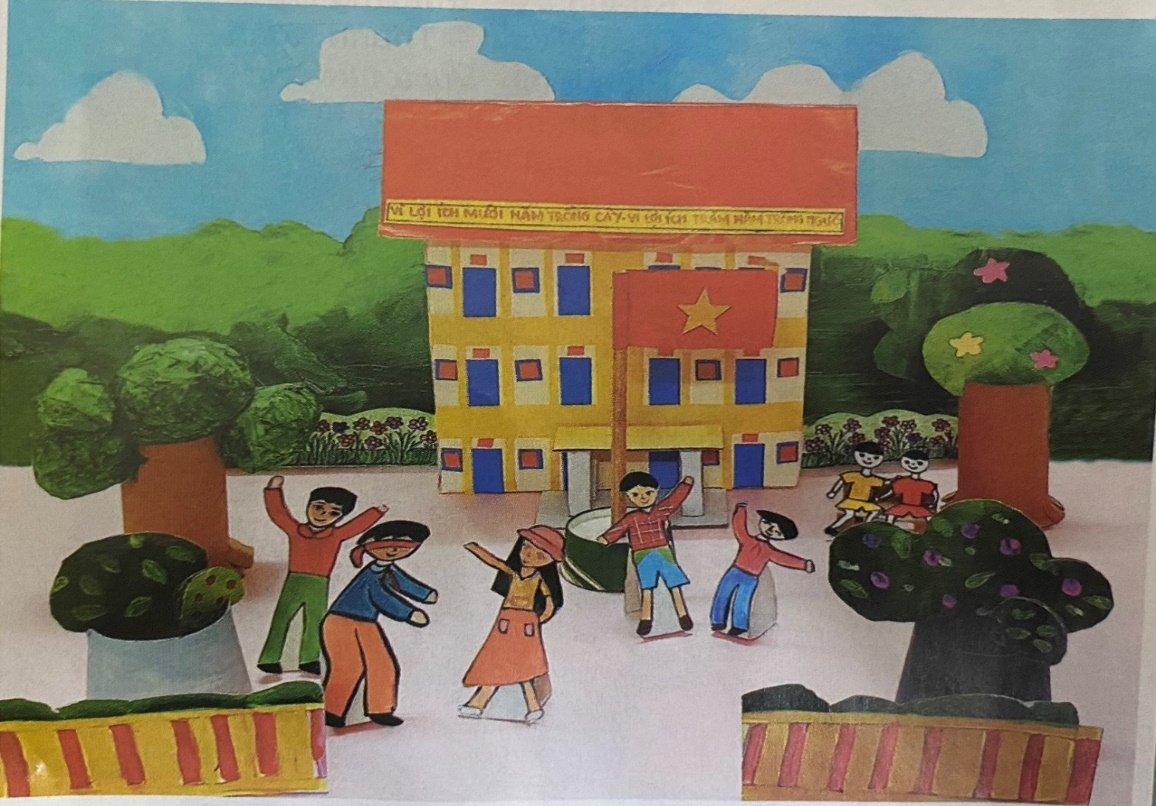 VÌ LỢI ÍCH MƯỜI NĂM TRỒNG CÂY-VÌ LỢI ÍCH TRĂM NĂM TRỒNG NGƯỜI